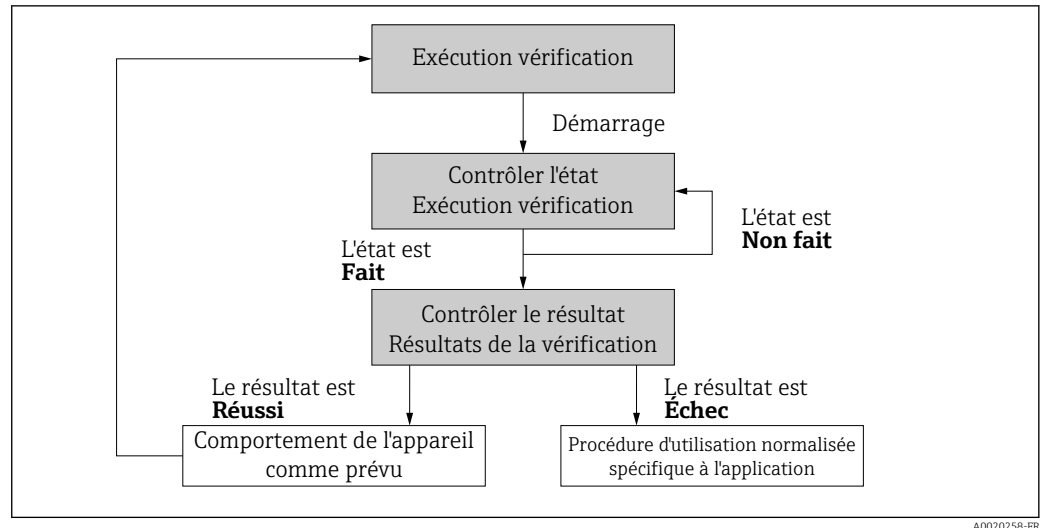 Exécution vérification
Démarrage
Contrôler l'état
Exécution vérification
L'état est
Non fait
L'état est
Fait
Contrôler le résultat
Résultats de la vérification
Le résultat est
Réussi
Le résultat est
Échec
Comportement de l'appareil
comme prévu
Procédure d'utilisation normalisée
spécifique à l'application
A0020258-FR